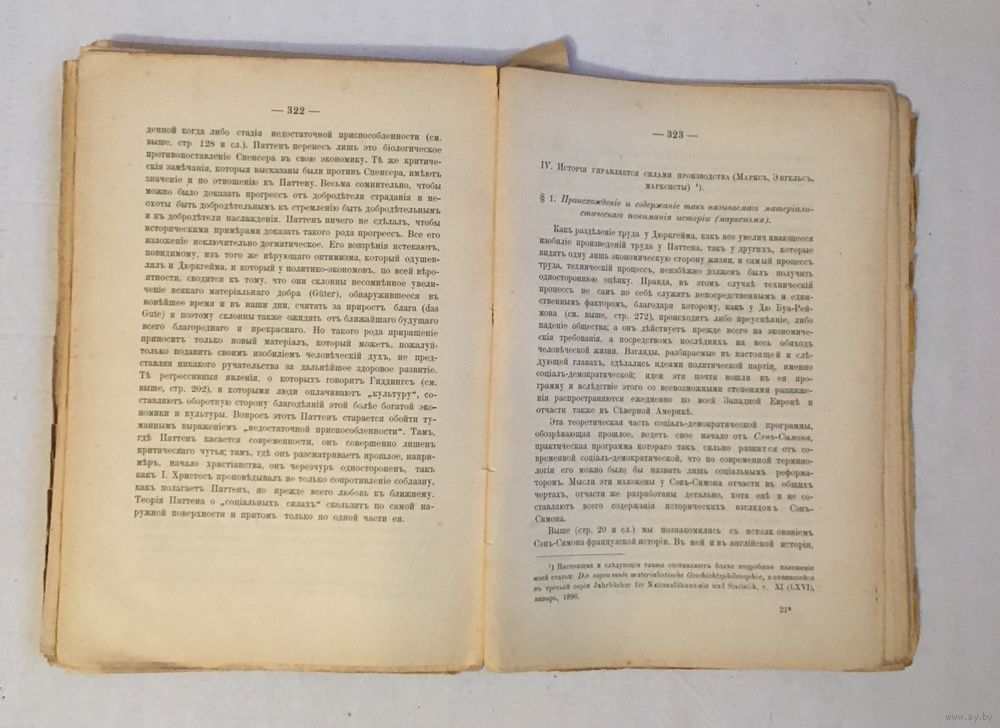 — 322 —
денной когда либо стадія недостаточной приспособленности (см.
выше, стр 128 и сл.). Паттенъ перенесъ лишь это біологическое
противопоставленіе Спенсера въ свою экономику. Тѣ же критиче-
скія замѣчанія, которыя высказаны были противъ Спенсера, имѣютъ
значеніе и по отношенію къ Паттену. Весьма сомнительно, чтобы
можно было доказать прогрессъ отъ добродѣтели страданія и не-
охоты быть добродѣтельнымъ къ стремленію быть добродѣтельнымъ
и къ добродѣтели наслажденія. Паттенъ ничего не сдѣлалъ, чтобы
историческими примѣрами доказать такого рода прогрессъ. Все его
изложеніе исключительно догматическое. Его воззрѣнія истекаютъ,
повидимому, изъ того же вѣрующаго оптимизма, который одушев-
лялъ и Дюркгейма, и который у политико-экономовъ, по всей вѣро-
ятности, сводится къ тому, что они склонны несомнѣнное увели-
ченіе всякаго матеріальнаго добра (Güter), обнаружившееся въ
новѣйшее время и въ наши дни, считать за приростъ блага (das
Gute) и поэтому склонны также ожидать отъ ближайшаго будущаго
всего благороднаго и прекраснаго. Но такого рода приращеніе
приноситъ только новый матеріалъ, который можетъ, пожалуй,
только подавить своимъ изобиліемъ человѣческій духъ, не пред-
ставляя никакого ручательства за дальнѣйшее здоровое развитіе.
Тѣ регрессивныя явленія, о которыхъ говоритъ Гиддингсъ (см.
выше, стр. 202), и которыми люди оплачиваютъ „культуру“, со-
ставляютъ оборотную сторону благодѣяній этой болѣе богатой эко-
номики и культуры. Вопросъ этотъ Паттенъ старается обойти ту-
маннымъ выраженіемъ „недостаточной приспособленности“. Тамъ,
гдѣ Паттенъ касается современности, онъ совершенно лишенъ
критическаго чутья; тамъ, гдѣ онъ разсматриваетъ прошлое, напри-
мѣръ, начало христіанства, онъ черезчуръ одностороненъ, такъ
какъ I. Христосъ проповѣдывалъ не только сопротивленіе соблазну,
какъ полагаетъ Паттенъ, но прежде всего любовь къ ближнему.
Теорія Паттена о „соціальныхъ силахъ“ скользитъ по самой на-
ружной поверхности и притомъ только по одной части ея.
— 323 —
IV. Исторія управляется силами производства (Марксъ, Энгельсъ,
марксисты) ¹).
§ 1. Происхожденіе и содержаніе такъ называемаго матеріали-
стическаго пониманія исторіи (марксизма).
Какъ раздѣленіе труда у Дюркгейма, какъ все увеличивающееся
изобиліе произведеній труда у Паттена, такъ у другихъ, которые
видятъ одну лишь экономическую сторону жизни, и самый процессъ
труда, техническій процессъ, неизбѣжно долженъ былъ получить
одностороннюю оцѣнку. Правда, въ этомъ случаѣ техническій
процессъ не самъ по себѣ служитъ непосредственнымъ и един-
ственнымъ факторомъ, благодаря которому, какъ у Дю Буа-Рей-
мона (см. выше, стр. 272), происходитъ либо преуспѣяніе, либо
паденіе общества; а онъ дѣйствуетъ прежде всего на экономиче-
скія требованія, а посредствомъ послѣднихъ на весь обиходъ
человѣческой жизни. Взгляды, разбираемые въ настоящей и слѣ-
дующей главахъ, сдѣлались идеями политической партіи, именно
соціалъ-демократической; идеи эти почти вошли въ ея про-
грамму и вслѣдствіе этого со всевозможными степенями разжиже-
нія распространяются ежедневно по всей Западной Европѣ и
отчасти также въ Сѣверной Америкѣ.
Эта теоретическая часть соціалъ-демократической программы,
обозрѣвающая прошлое, ведетъ свое начало отъ Сэнъ-Симона,
практическая программа котораго такъ сильно разнится отъ со-
временной соціалъ-демократической, что по современной термино-
логіи его можно было бы назвать лишь соціальнымъ реформа-
торомъ. Мысли эти изложены у Сэнъ-Симона отчасти въ общихъ
чертахъ, отчасти же разработаны детально, хотя онѣ и не со-
ставляютъ всего содержанія историческихъ взглядовъ Сэнъ-
Симона.
Выше (стр. 20 и сл.) мы познакомились съ истолкованіемъ
Сэнъ-Симона французской исторіи. Въ ней и въ англійской исторіи,
¹) Настоящая и слѣдующія главы составляютъ болѣе подробное изложеніе
моей статьи: Die sogenannte materialistische Geschichtsphilosophie, появившейся
въ третьей серіи Jahrbücher für Nationalökonomie und Statistik, т. XI (LXVI),
январь, 1896.
21*
www.ay.by